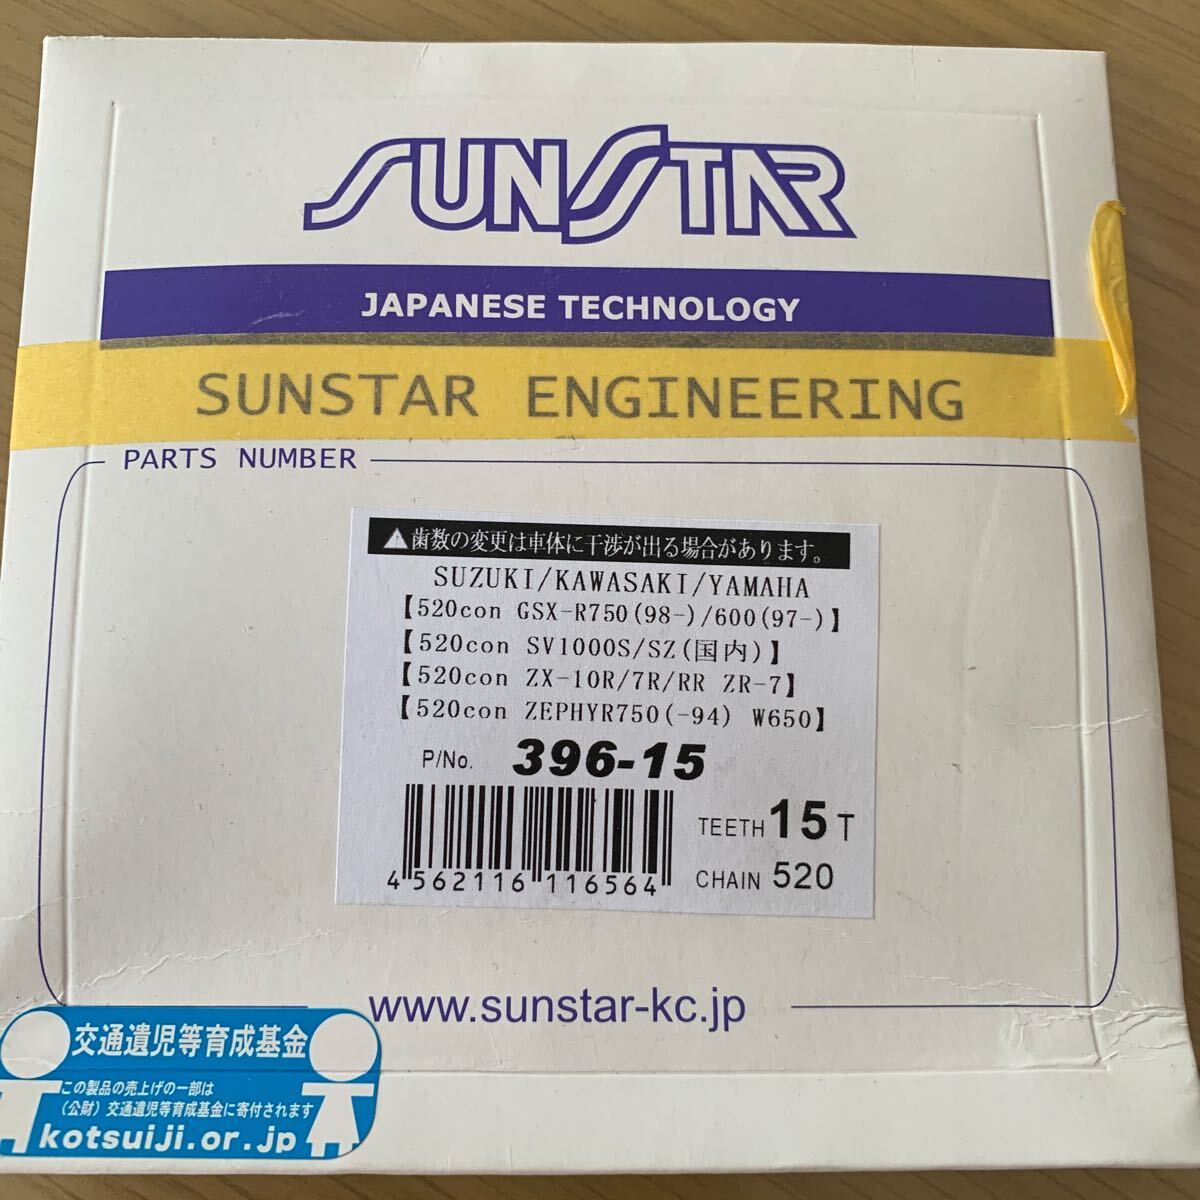 SUNSTAR
JAPANESE TECHNOLOGY
SUNSTAR ENGINEERING
PARTS NUMBER
▲歯数の変更は車体に干渉が出る場合があります。
SUZUKI/KAWASAKI/YAMAHA
【520con GSX-R750(98-)/600(97-)】
【520con SV1000S/SZ(国内)】
【520con ZX-10R/7R/RR ZR-7】
【520con ZEPHYR750(-94) W650】
P/No. 396-15
TEETH 15T
CHAIN 520
4 562116 116564
www.sunstar-kc.jp
交通遺児等育成基金
この製品の売上げの一部は
（公財）交通遺児等育成基金に寄付されます
kotsuiji.or.jp